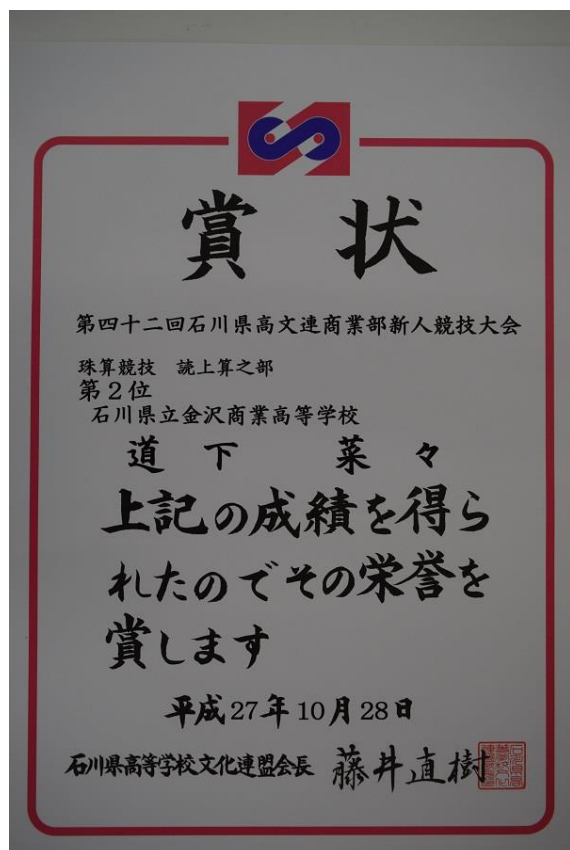 賞状
第四十二回石川県高文連商業部新人競技大会
珠算競技 読上算之部
第2位
石川県立金沢商業高等学校
道下 菜々
上記の成績を得ら
れたのでその栄誉を
賞します
平成27年10月28日
石川県高等学校文化連盟会長 藤井直樹